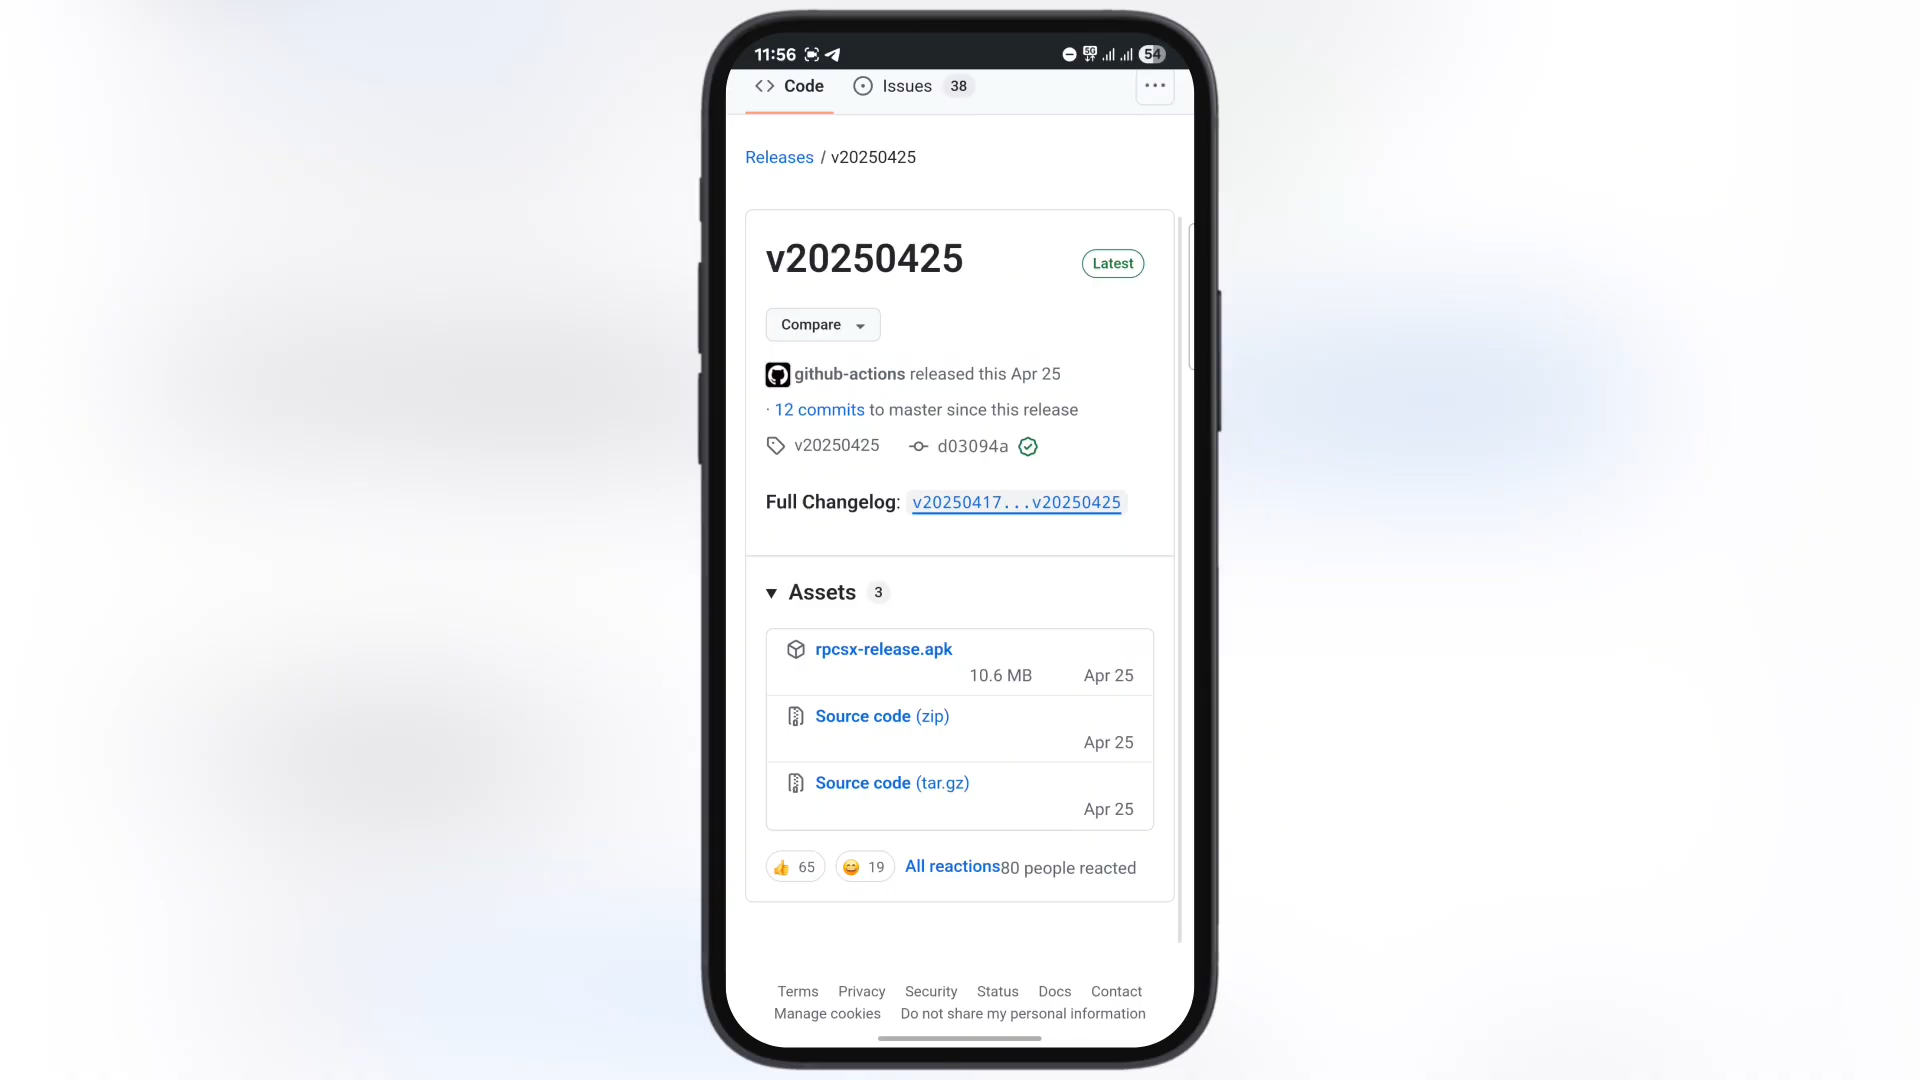 11:56 5G 54
Code Issues 38
Releases / v20250425
v20250425
Latest
Compare
github-actions released this Apr 25
· 12 commits to master since this release
v20250425 d03094a
Full Changelog: v20250417...v20250425
Assets 3
rpcsx-release.apk
10.6 MB Apr 25
Source code (zip)
Apr 25
Source code (tar.gz)
Apr 25
👍 65 😄 19 All reactions80 people reacted
Terms Privacy Security Status Docs Contact
Manage cookies Do not share my personal information